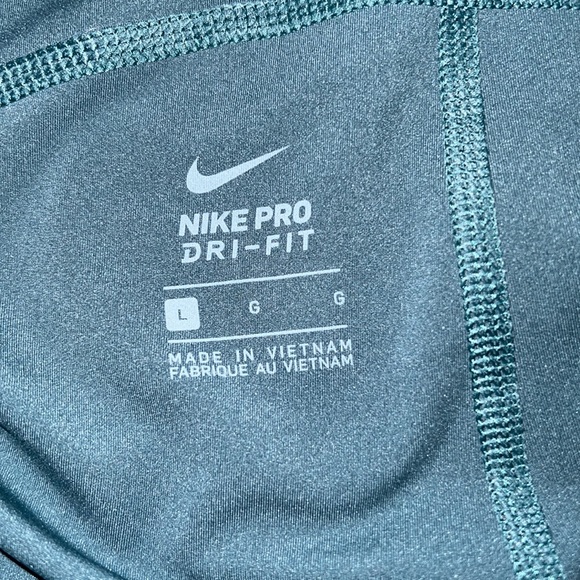 NIKE PRO
DRI-FIT
L G G
MADE IN VIETNAM
FABRIQUE AU VIETNAM